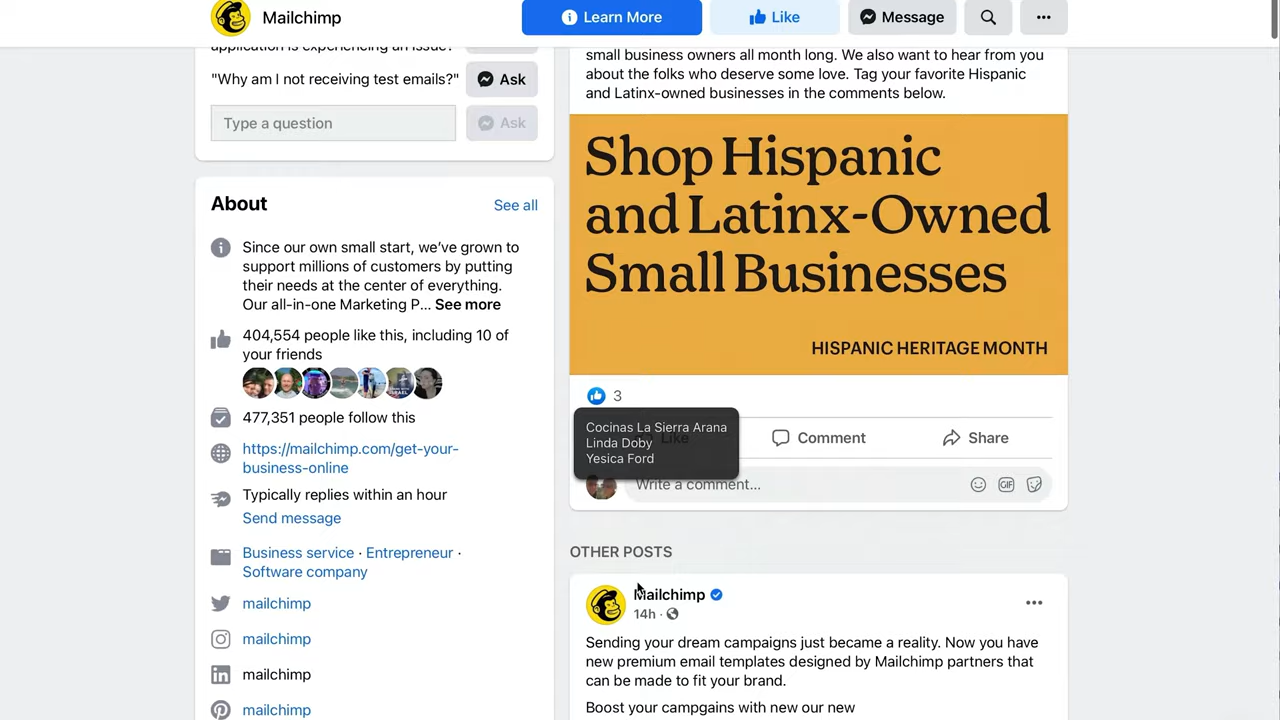 Mailchimp
Learn More
Like
Message
application is experiencing an issue?"
"Why am I not receiving test emails?"
Ask
Type a question
Ask
About
See all
Since our own small start, we've grown to
support millions of customers by putting
their needs at the center of everything.
Our all-in-one Marketing P... See more
404,554 people like this, including 10 of
your friends
477,351 people follow this
https://mailchimp.com/get-your-
business-online
Typically replies within an hour
Send message
Business service · Entrepreneur ·
Software company
mailchimp
mailchimp
mailchimp
mailchimp
small business owners all month long. We also want to hear from you
about the folks who deserve some love. Tag your favorite Hispanic
and Latinx-owned businesses in the comments below.
Shop Hispanic
and Latinx-Owned
Small Businesses
HISPANIC HERITAGE MONTH
3
Cocinas La Sierra Arana
Linda Doby
Yesica Ford
Like
Comment
Share
Write a comment...
GIF
OTHER POSTS
Mailchimp
14h ·
Sending your dream campaigns just became a reality. Now you have
new premium email templates designed by Mailchimp partners that
can be made to fit your brand.
Boost your campgains with new our new